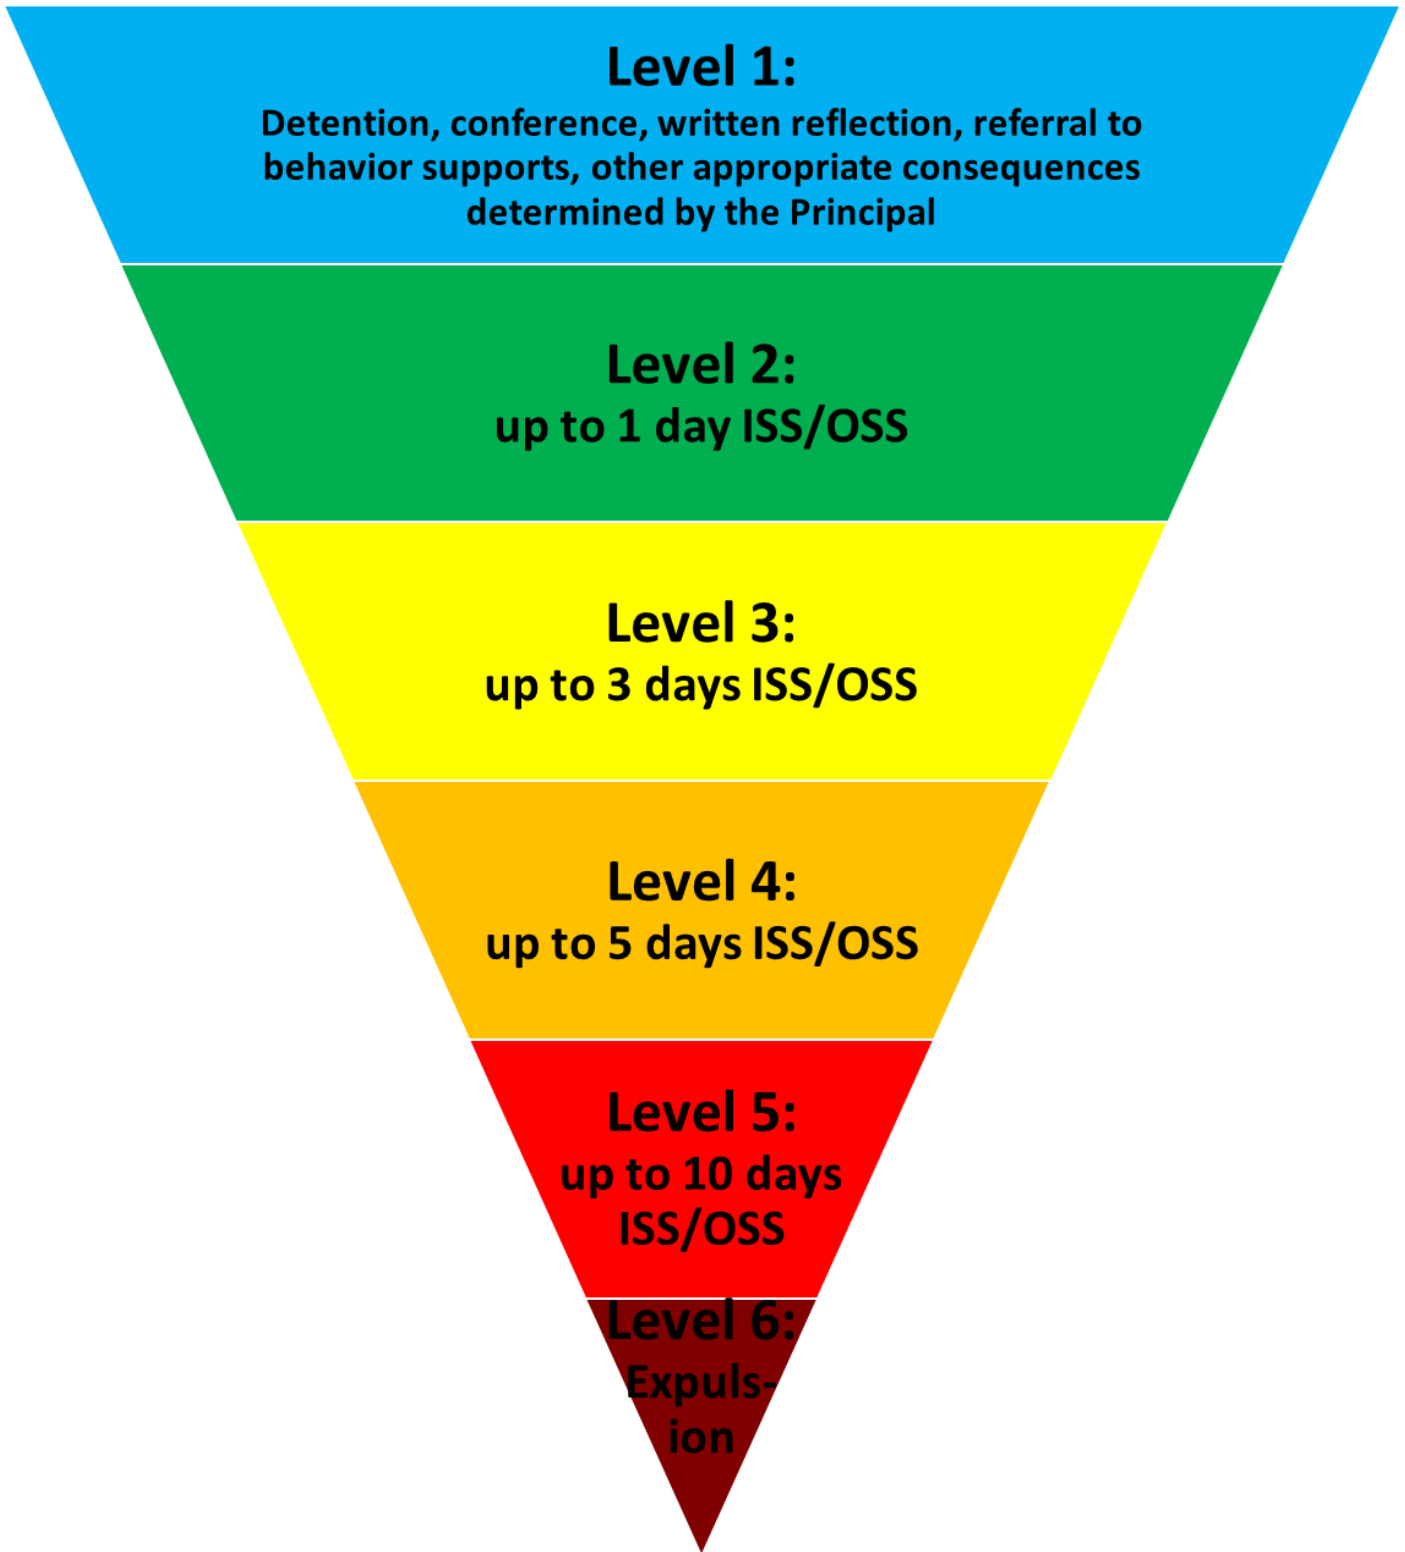 Level 1:
Detention, conference, written reflection, referral to
behavior supports, other appropriate consequences
determined by the Principal
Level 2:
up to 1 day ISS/OSS
Level 3:
up to 3 days ISS/OSS
Level 4:
up to 5 days ISS/OSS
Level 5:
up to 10 days
ISS/OSS
Level 6:
Expuls-
ion